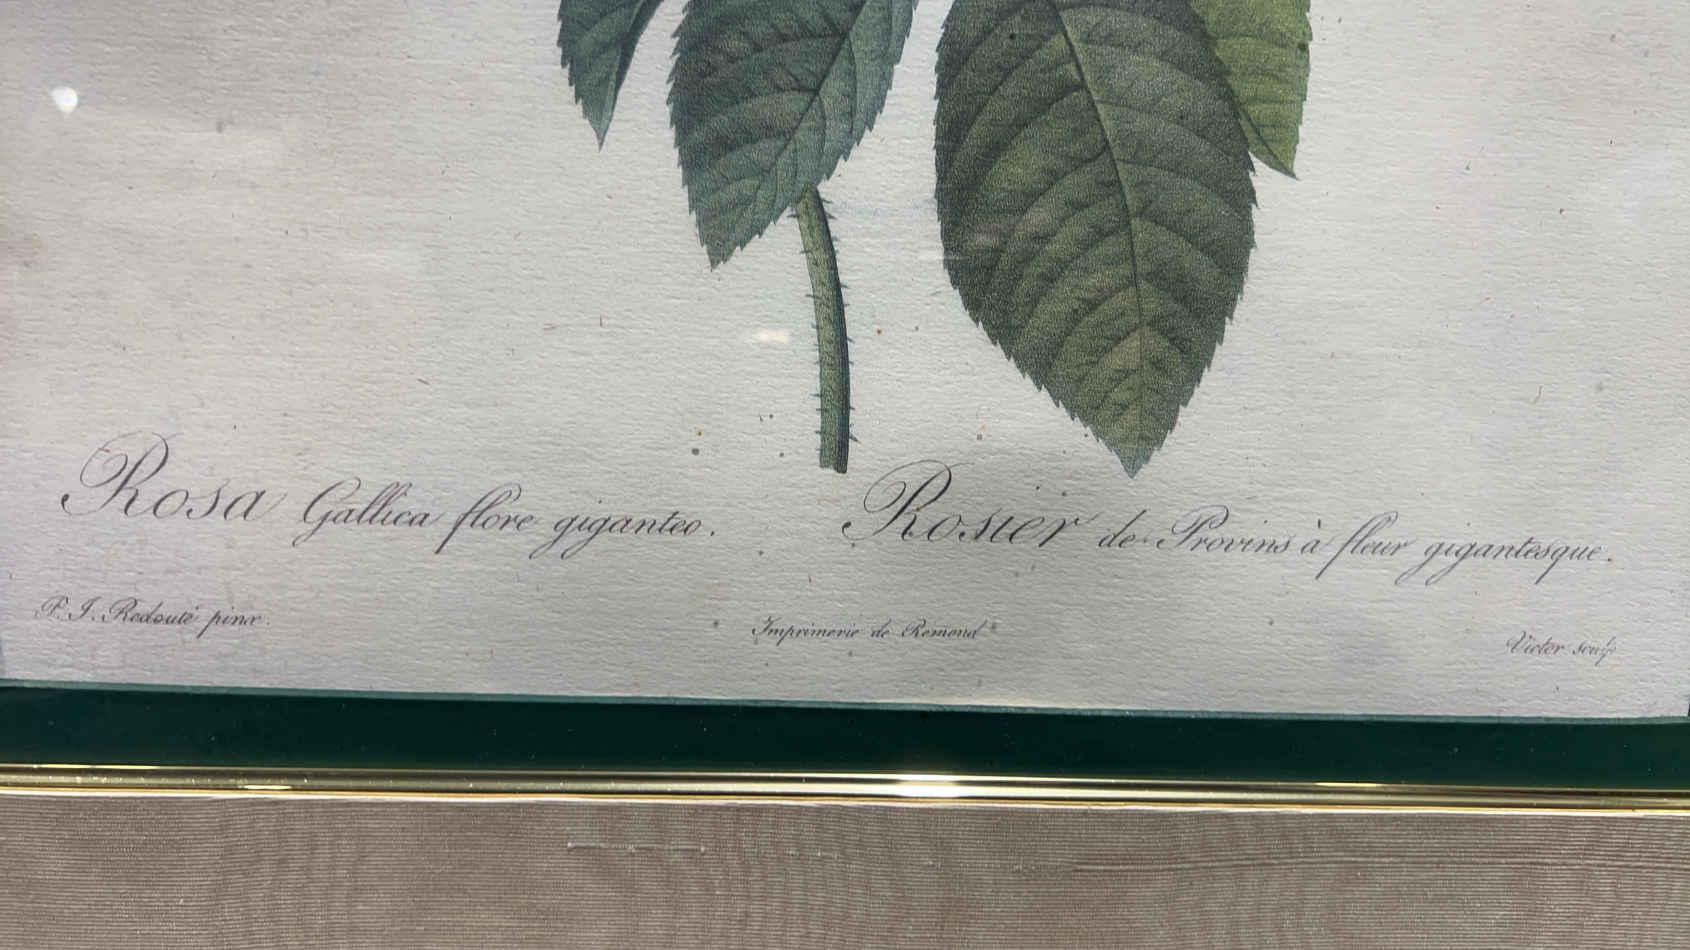 Rosa Gallica flore giganteo. Rosier de Provins à fleur gigantesque.
P. J. Redouté pinx. Imprimerie de Remond Victor sculp